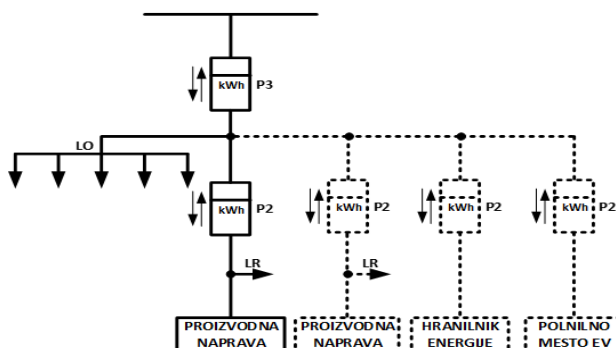 kWh P3
LO
kWh P2
kWh P2
kWh P2
kWh P2
LR
LR
PROIZVODNA NAPRAVA
PROIZVODNA NAPRAVA
HRANILNIK ENERGIJE
POLNILNO MESTO EV